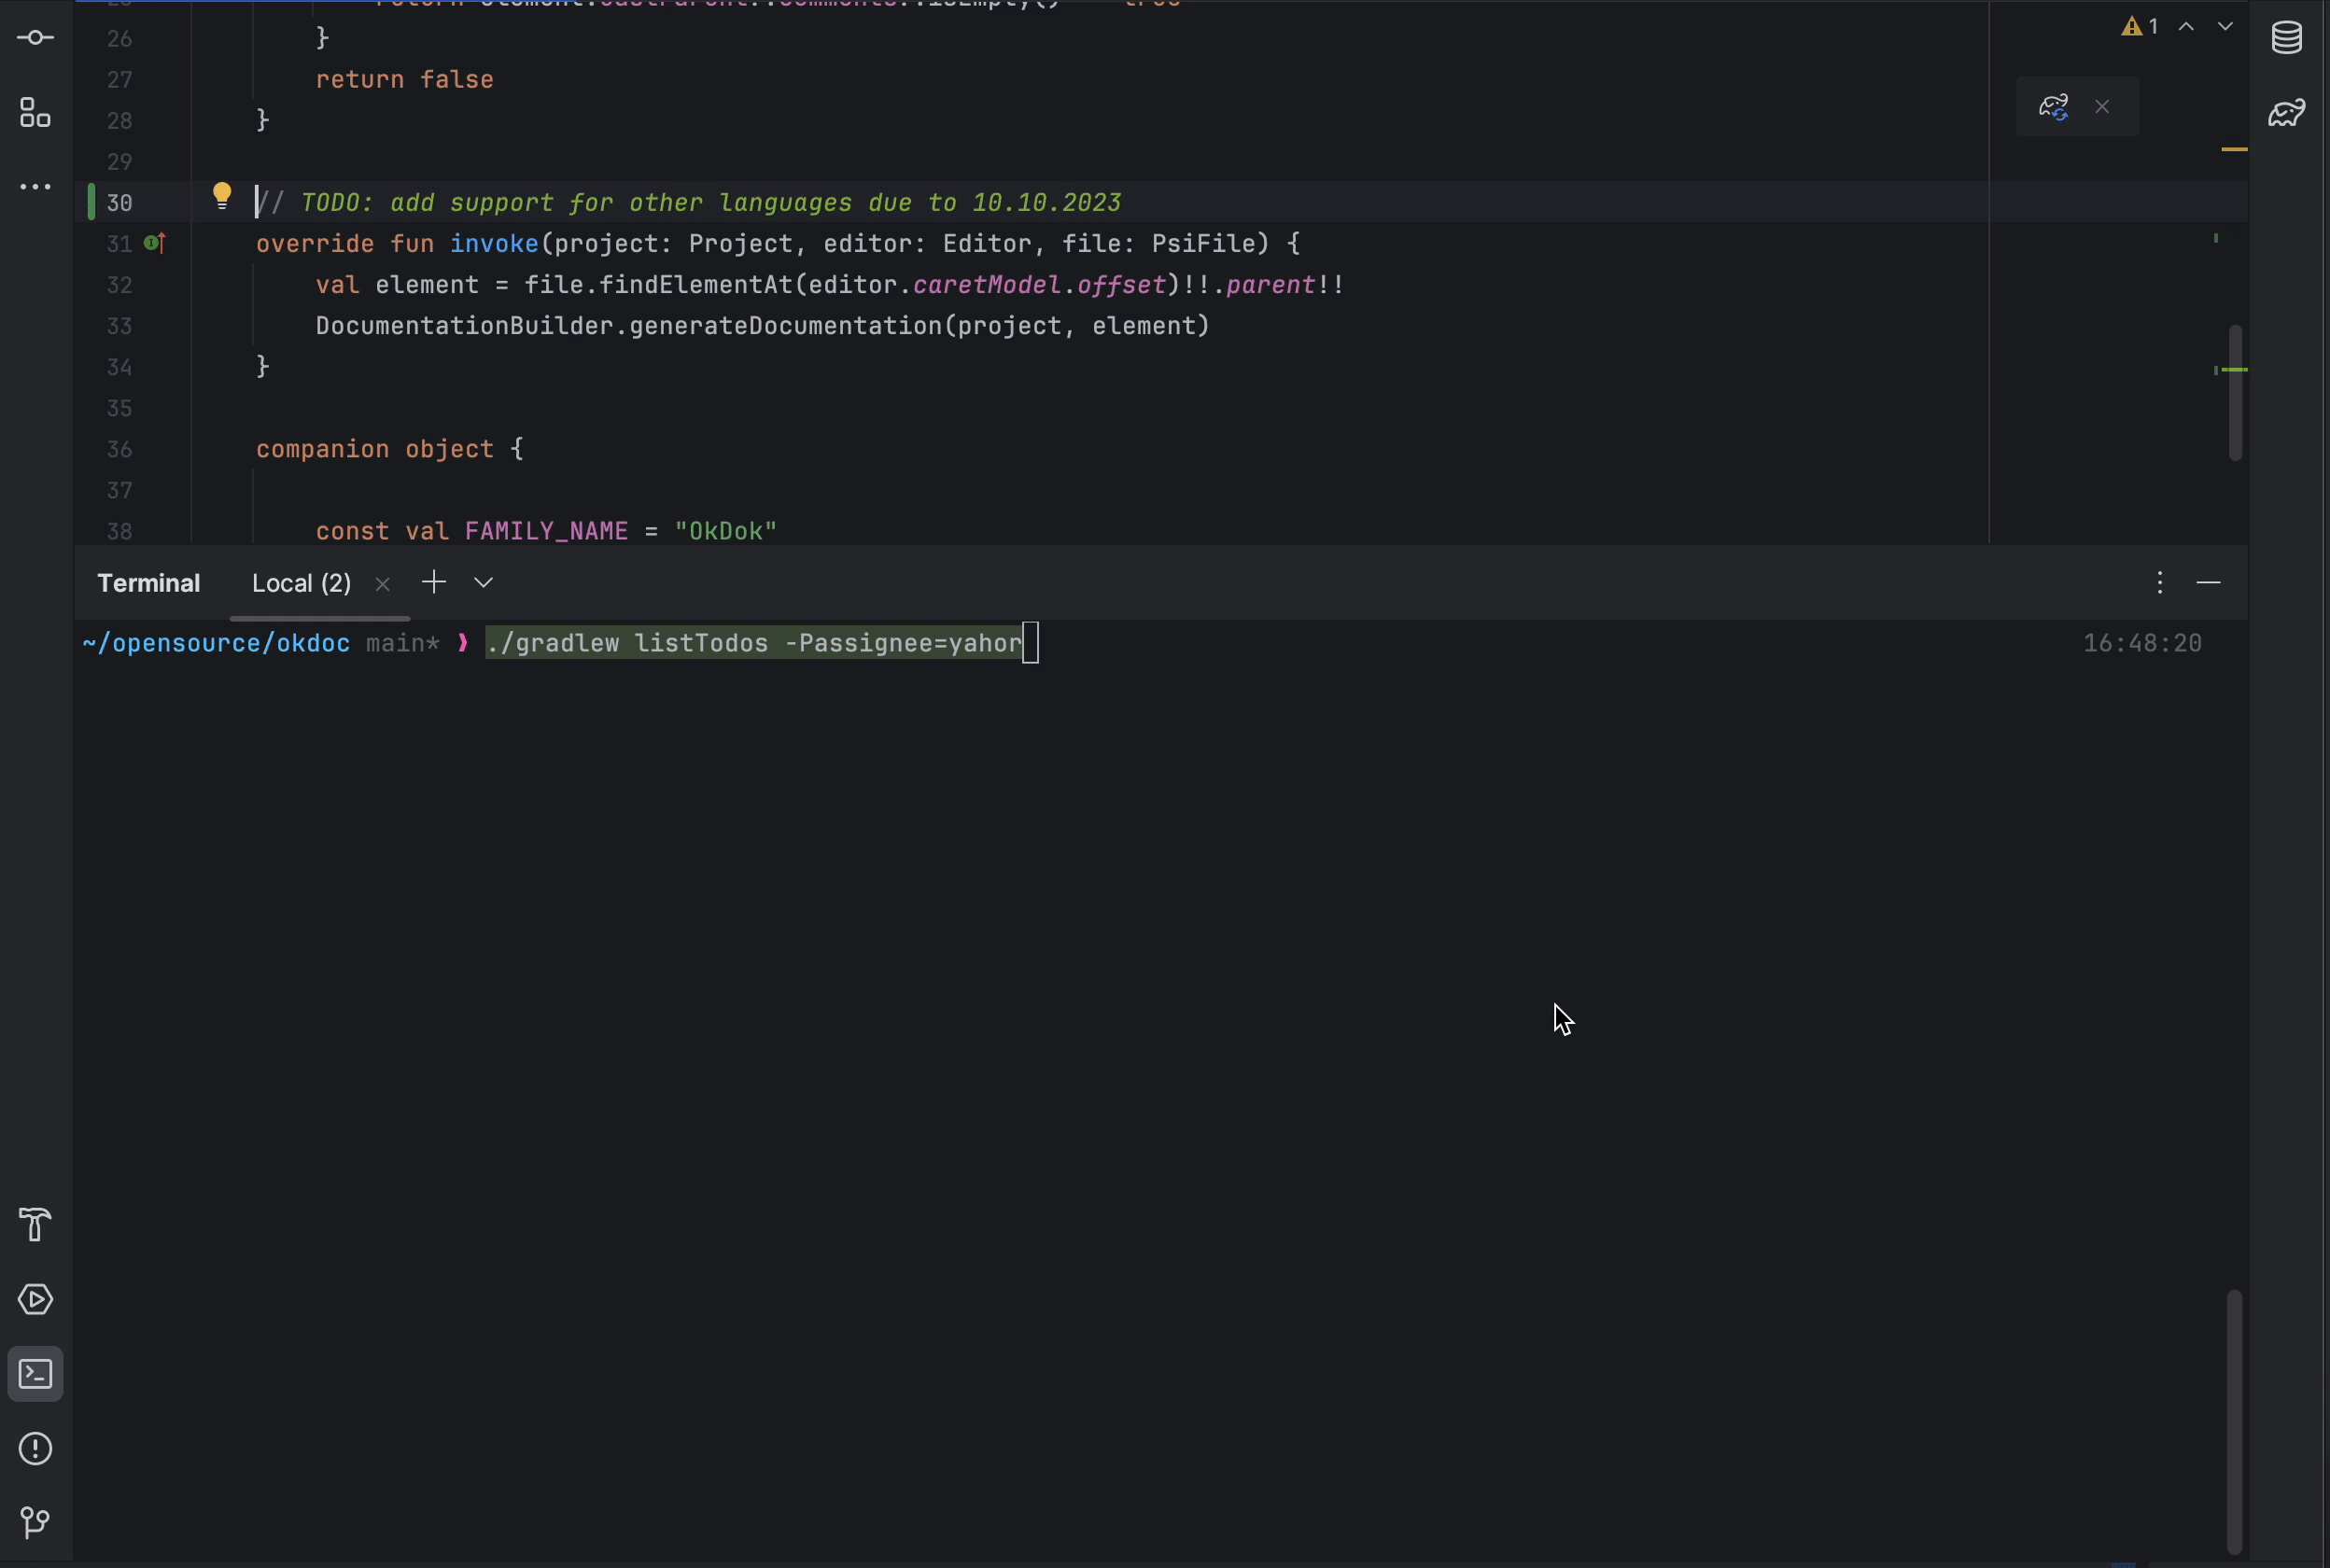 26 }
1
27 return false
28 }
29
30 // TODO: add support for other languages due to 10.10.2023
31 override fun invoke(project: Project, editor: Editor, file: PsiFile) {
32 val element = file.findElementAt(editor.caretModel.offset)!!.parent!!
33 DocumentationBuilder.generateDocumentation(project, element)
34 }
35
36 companion object {
37
38 const val FAMILY_NAME = "OkDok"
Terminal Local (2)
~/opensource/okdoc main* ❱ ./gradlew listTodos -Passignee=yahor 16:48:20